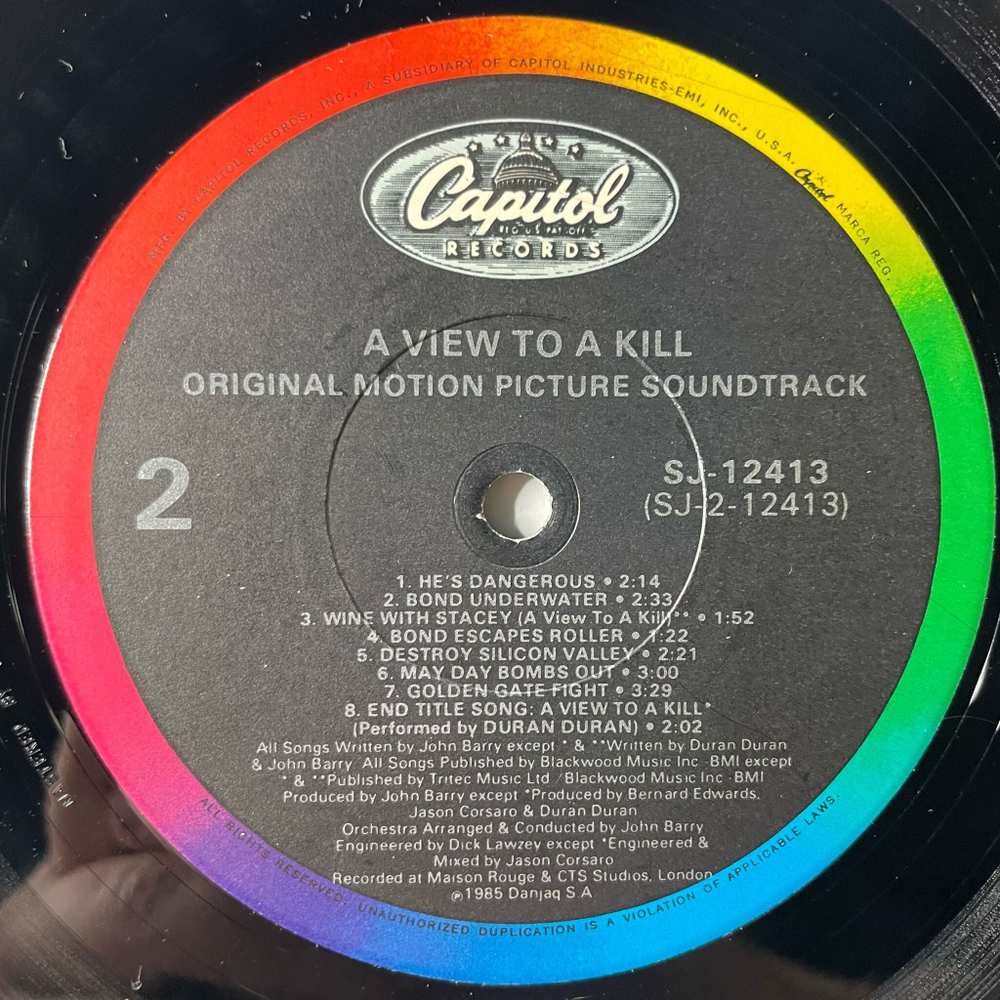 MFG. BY CAPITOL RECORDS, INC., A SUBSIDIARY OF CAPITOL INDUSTRIES-EMI, INC., U.S.A. Capitol MARCA REG.
Capitol
REG. U.S. PAT. OFF.
RECORDS
A VIEW TO A KILL
ORIGINAL MOTION PICTURE SOUNDTRACK
2
SJ-12413
(SJ-2-12413)
1. HE'S DANGEROUS • 2:14
2. BOND UNDERWATER • 2:33
3. WINE WITH STACEY (A View To A Kill)** • 1:52
4. BOND ESCAPES ROLLER • 1:22
5. DESTROY SILICON VALLEY • 2:21
6. MAY DAY BOMBS OUT • 3:00
7. GOLDEN GATE FIGHT • 3:29
8. END TITLE SONG: A VIEW TO A KILL*
(Performed by DURAN DURAN) • 2:02
All Songs Written by John Barry except * & **Written by Duran Duran
& John Barry All Songs Published by Blackwood Music Inc -BMI except
* & **Published by Tritec Music Ltd / Blackwood Music Inc -BMI
Produced by John Barry except *Produced by Bernard Edwards,
Jason Corsaro & Duran Duran
Orchestra Arranged & Conducted by John Barry
Engineered by Dick Lawzey except *Engineered &
Mixed by Jason Corsaro
Recorded at Maison Rouge & CTS Studios, London
℗1985 Danjaq S.A
ALL RIGHTS RESERVED. UNAUTHORIZED DUPLICATION IS A VIOLATION OF APPLICABLE LAWS.
MASTERED BY